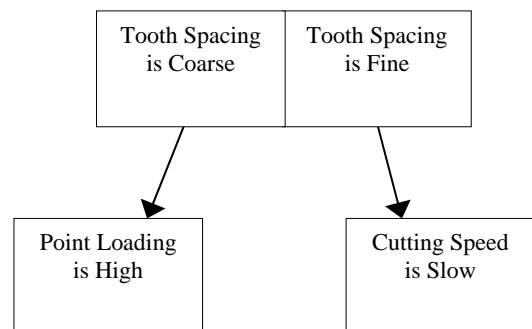 Tooth Spacing
is Coarse
Tooth Spacing
is Fine
Point Loading
is High
Cutting Speed
is Slow